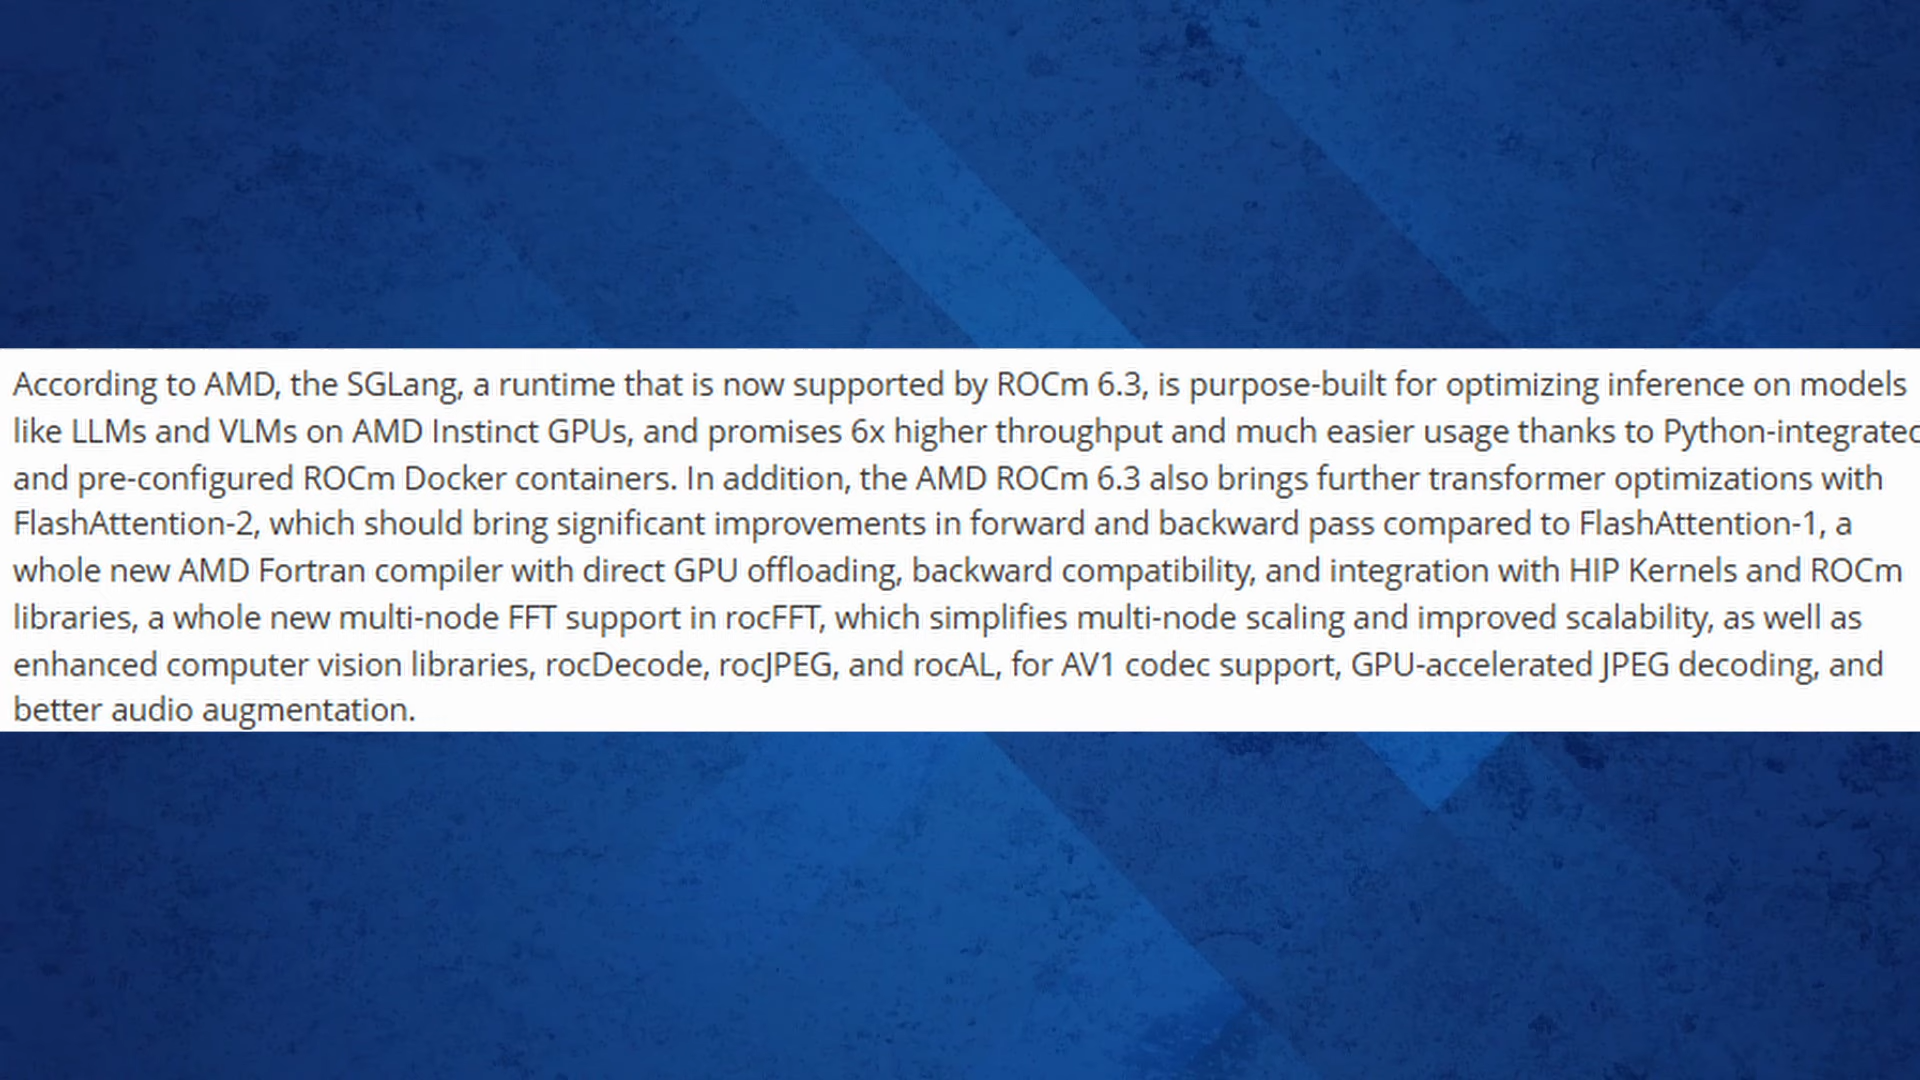 According to AMD, the SGLang, a runtime that is now supported by ROCm 6.3, is purpose-built for optimizing inference on models
like LLMs and VLMs on AMD Instinct GPUs, and promises 6x higher throughput and much easier usage thanks to Python-integrated
and pre-configured ROCm Docker containers. In addition, the AMD ROCm 6.3 also brings further transformer optimizations with
FlashAttention-2, which should bring significant improvements in forward and backward pass compared to FlashAttention-1, a
whole new AMD Fortran compiler with direct GPU offloading, backward compatibility, and integration with HIP Kernels and ROCm
libraries, a whole new multi-node FFT support in rocFFT, which simplifies multi-node scaling and improved scalability, as well as
enhanced computer vision libraries, rocDecode, rocJPEG, and rocAL, for AV1 codec support, GPU-accelerated JPEG decoding, and
better audio augmentation.